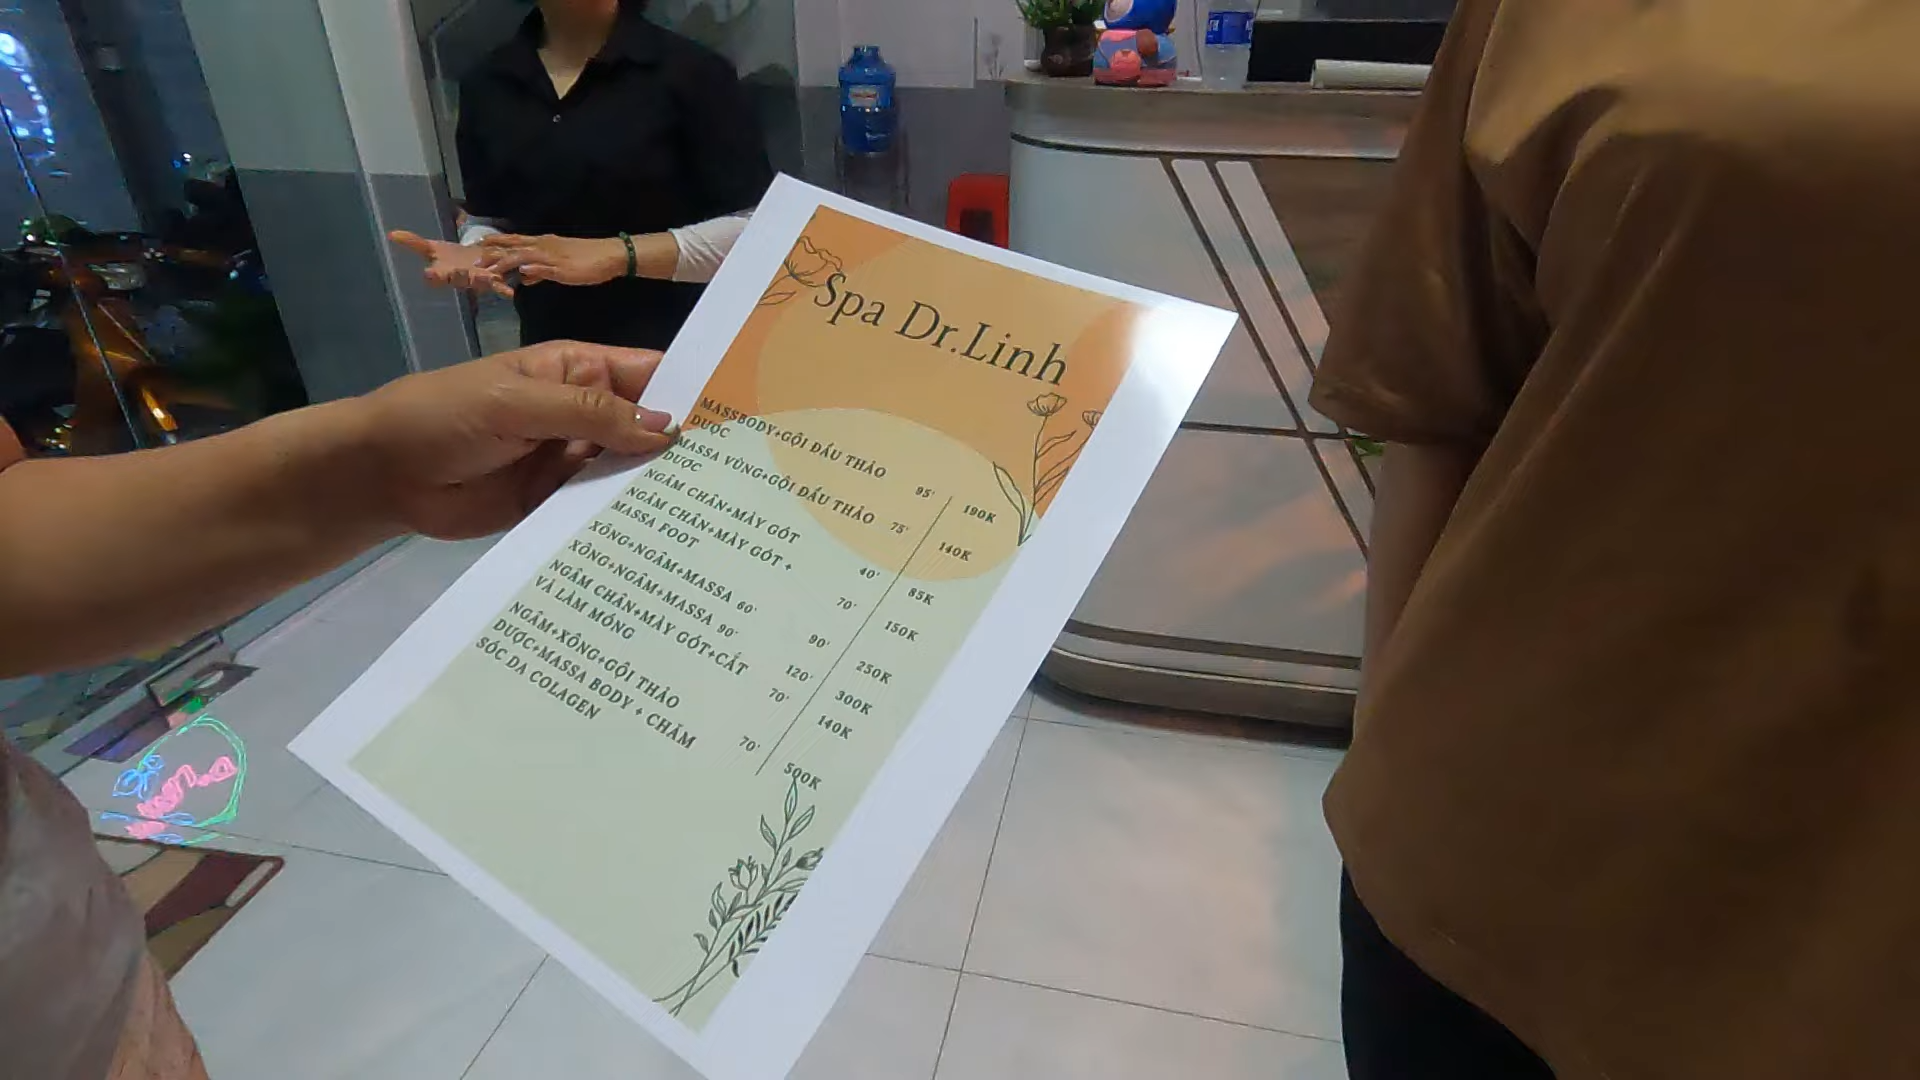 Spa Dr.Linh
MASSBODY+GỘI ĐẦU THẢO
DƯỢC 95' 190K
MASSA VÙNG+GỘI ĐẦU THẢO
DƯỢC 75' 140K
NGÂM CHÂN+MÀY GÓT 40' 85K
NGÂM CHÂN+MÀY GÓT +
MASSA FOOT 70' 150K
XÔNG+NGÂM+MASSA 60' 90' 250K
XÔNG+NGÂM+MASSA 90' 120' 300K
NGÂM CHÂN+MÀY GÓT+CẮT
VÀ LÀM MÓNG 70' 140K
NGÂM+XÔNG+GỘI THẢO
DƯỢC+MASSA BODY + CHĂM
SÓC DA COLAGEN 70' 500K